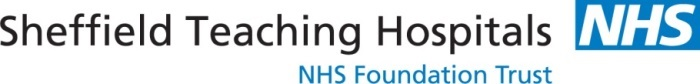 Sheffield Teaching Hospitals NHS
NHS Foundation Trust